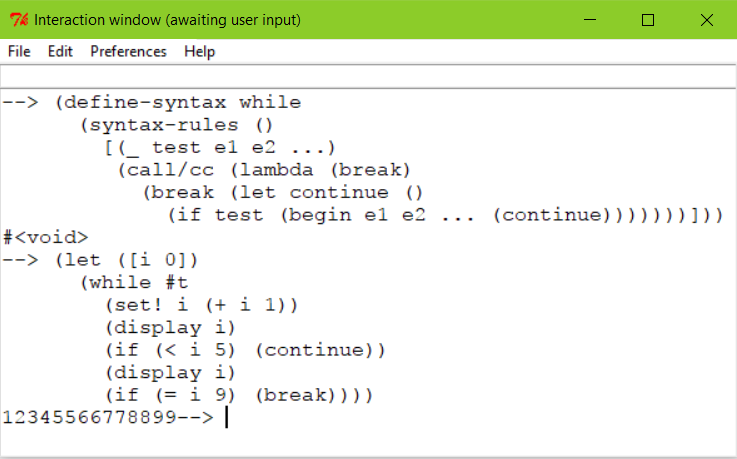 Interaction window (awaiting user input)
File Edit Preferences Help
--> (define-syntax while
      (syntax-rules ()
        [(_ test e1 e2 ...)
         (call/cc (lambda (break)
           (break (let continue ()
             (if test (begin e1 e2 ... (continue)))))))]))
#<void>
--> (let ([i 0])
      (while #t
        (set! i (+ i 1))
        (display i)
        (if (< i 5) (continue))
        (display i)
        (if (= i 9) (break))))
12345566778899-->